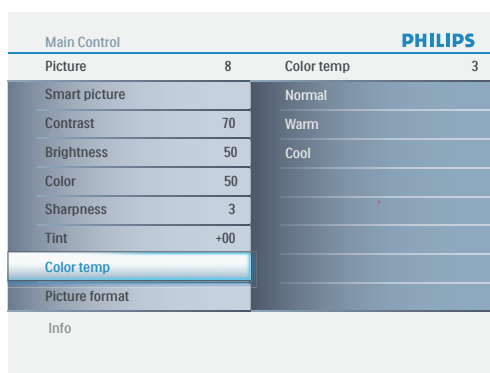 Main Control
PHILIPS
Picture 8
Color temp 3
Smart picture
Normal
Contrast 70
Warm
Brightness 50
Cool
Color 50
Sharpness 3
Tint +00
Color temp
Picture format
Info